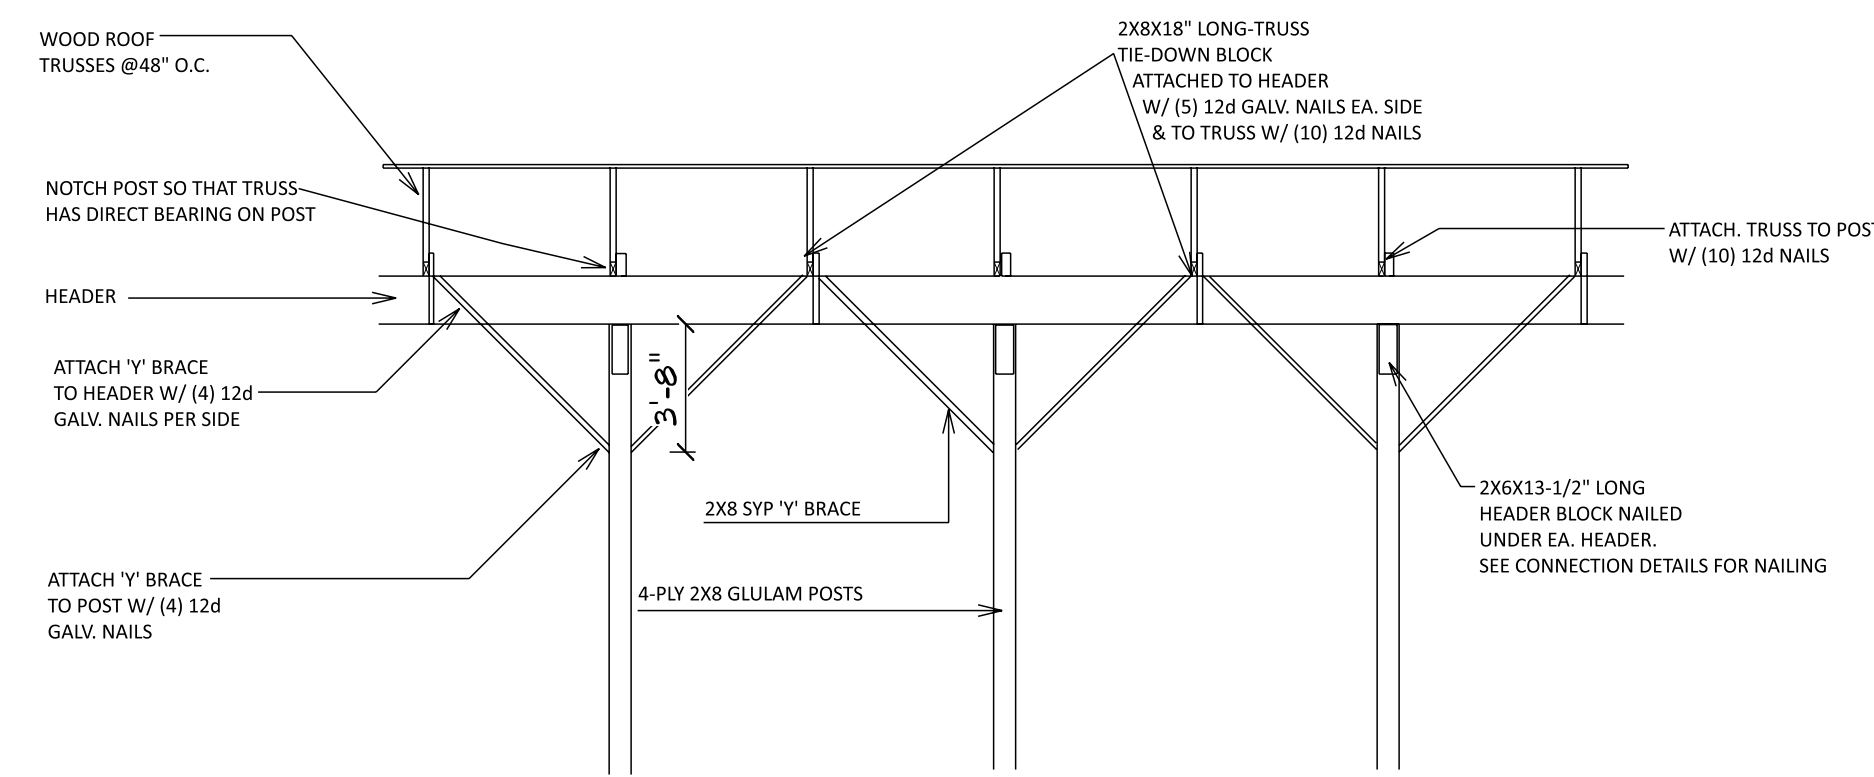 WOOD ROOF
TRUSSES @48" O.C.
2X8X18" LONG-TRUSS
TIE-DOWN BLOCK
ATTACHED TO HEADER
W/ (5) 12d GALV. NAILS EA. SIDE
& TO TRUSS W/ (10) 12d NAILS
NOTCH POST SO THAT TRUSS
HAS DIRECT BEARING ON POST
ATTACH. TRUSS TO POST
W/ (10) 12d NAILS
HEADER
ATTACH 'Y' BRACE
TO HEADER W/ (4) 12d
GALV. NAILS PER SIDE
3'-8"
2X8 SYP 'Y' BRACE
2X6X13-1/2" LONG
HEADER BLOCK NAILED
UNDER EA. HEADER.
SEE CONNECTION DETAILS FOR NAILING
ATTACH 'Y' BRACE
TO POST W/ (4) 12d
GALV. NAILS
4-PLY 2X8 GLULAM POSTS